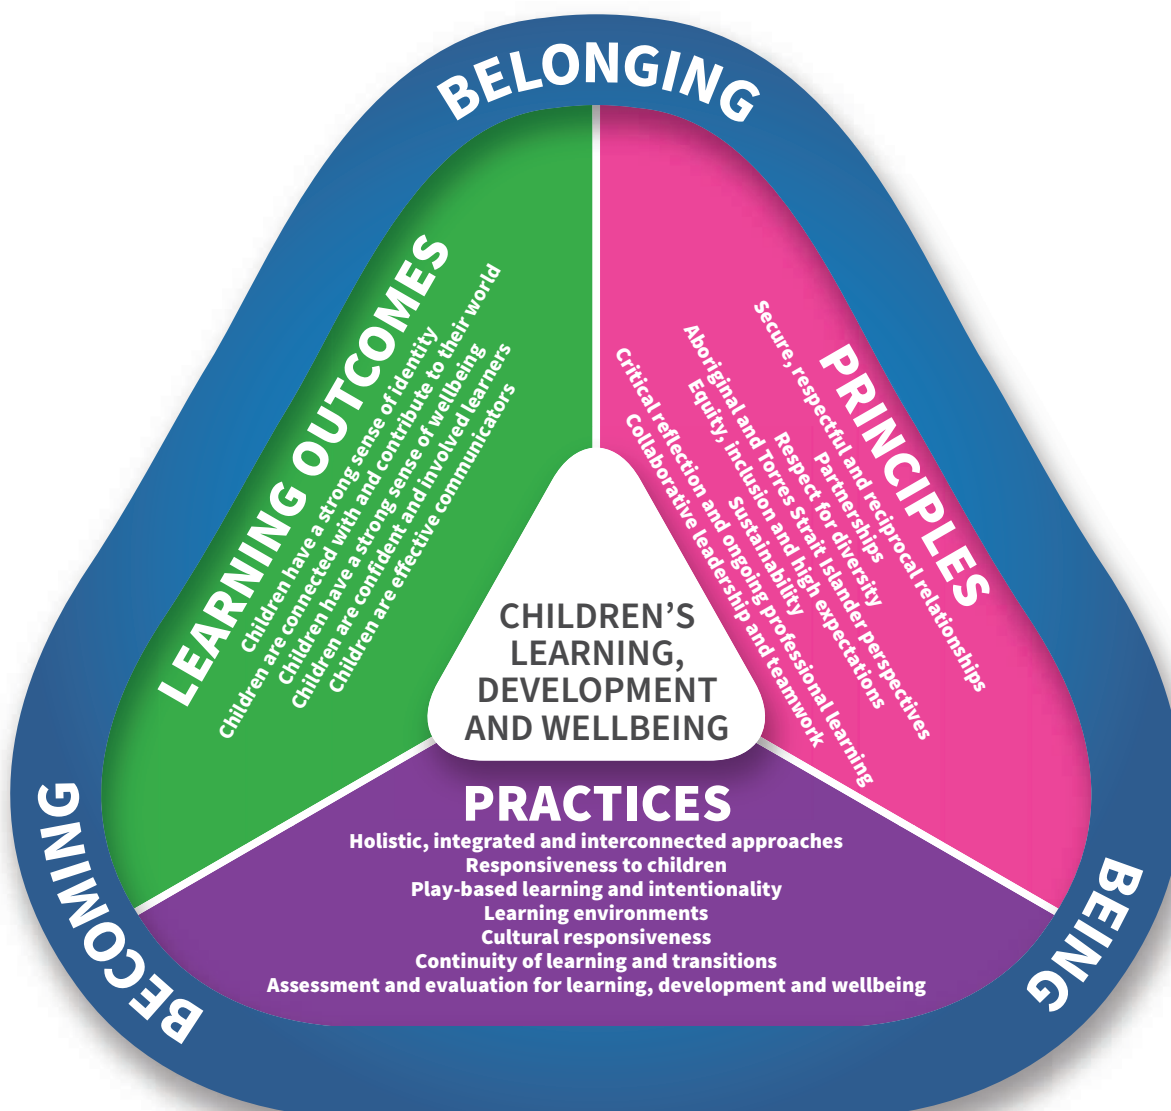 BELONGING
LEARNING OUTCOMES
Children have a strong sense of identity
Children are connected with and contribute to their world
Children have a strong sense of wellbeing
Children are confident and involved learners
Children are effective communicators
PRINCIPLES
Secure, respectful and reciprocal relationships
Partnerships
Respect for diversity
Aboriginal and Torres Strait Islander perspectives
Equity, inclusion and high expectations
Sustainability
Critical reflection and ongoing professional learning
Collaborative leadership and teamwork
CHILDREN’S
LEARNING,
DEVELOPMENT
AND WELLBEING
PRACTICES
Holistic, integrated and interconnected approaches
Responsiveness to children
Play-based learning and intentionality
Learning environments
Cultural responsiveness
Continuity of learning and transitions
Assessment and evaluation for learning, development and wellbeing
BECOMING
BEING